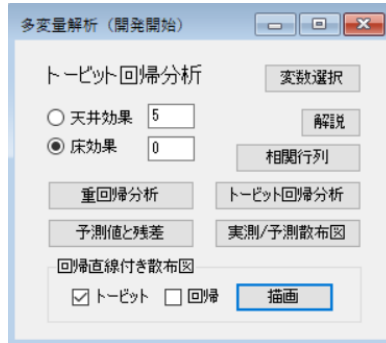 多変量解析（開発開始）
トービット回帰分析
変数選択
天井効果 5
解説
床効果 0
相関行列
重回帰分析 トービット回帰分析
予測値と残差 実測/予測散布図
回帰直線付き散布図
トービット 回帰 描画